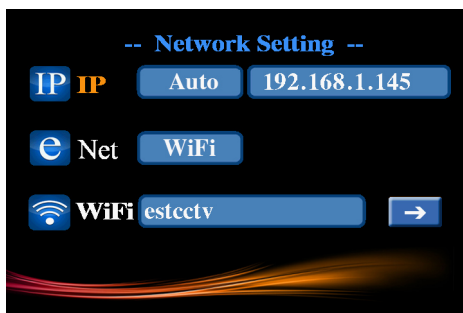 -- Network Setting --
IP IP Auto 192.168.1.145
e Net WiFi
WiFi estcctv